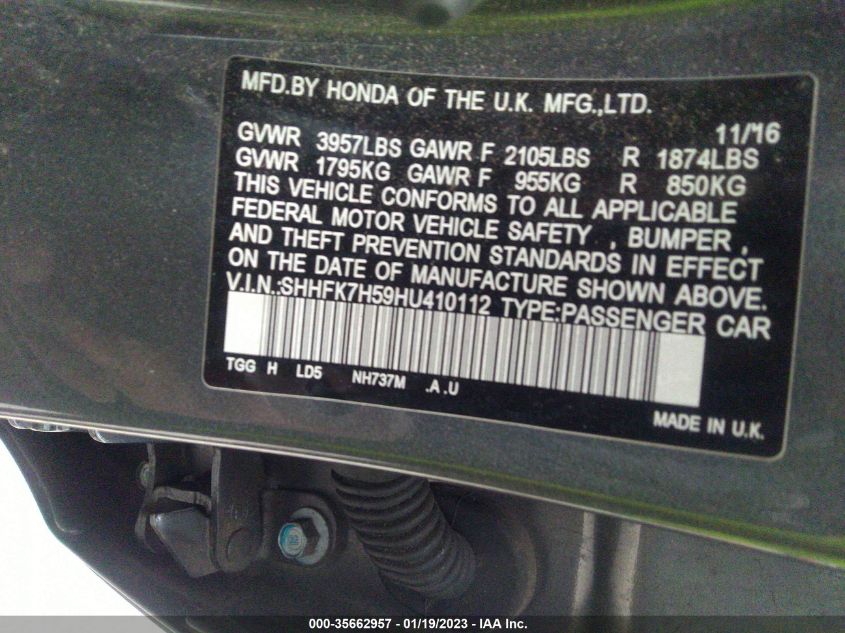 MFD.BY HONDA OF THE U.K. MFG.,LTD.
11/'16
GVWR 3957LBS GAWR F 2105LBS R 1874LBS
GVWR 1795KG GAWR F 955KG R 850KG
THIS VEHICLE CONFORMS TO ALL APPLICABLE
FEDERAL MOTOR VEHICLE SAFETY , BUMPER ,
AND THEFT PREVENTION STANDARDS IN EFFECT
ON THE DATE OF MANUFACTURE SHOWN ABOVE.
V.I.N.:SHHFK7H59HU410112 TYPE:PASSENGER CAR
TGG H LD5 NH737M .A .U
MADE IN U.K.
000-35662957 - 01/19/2023 - IAA Inc.